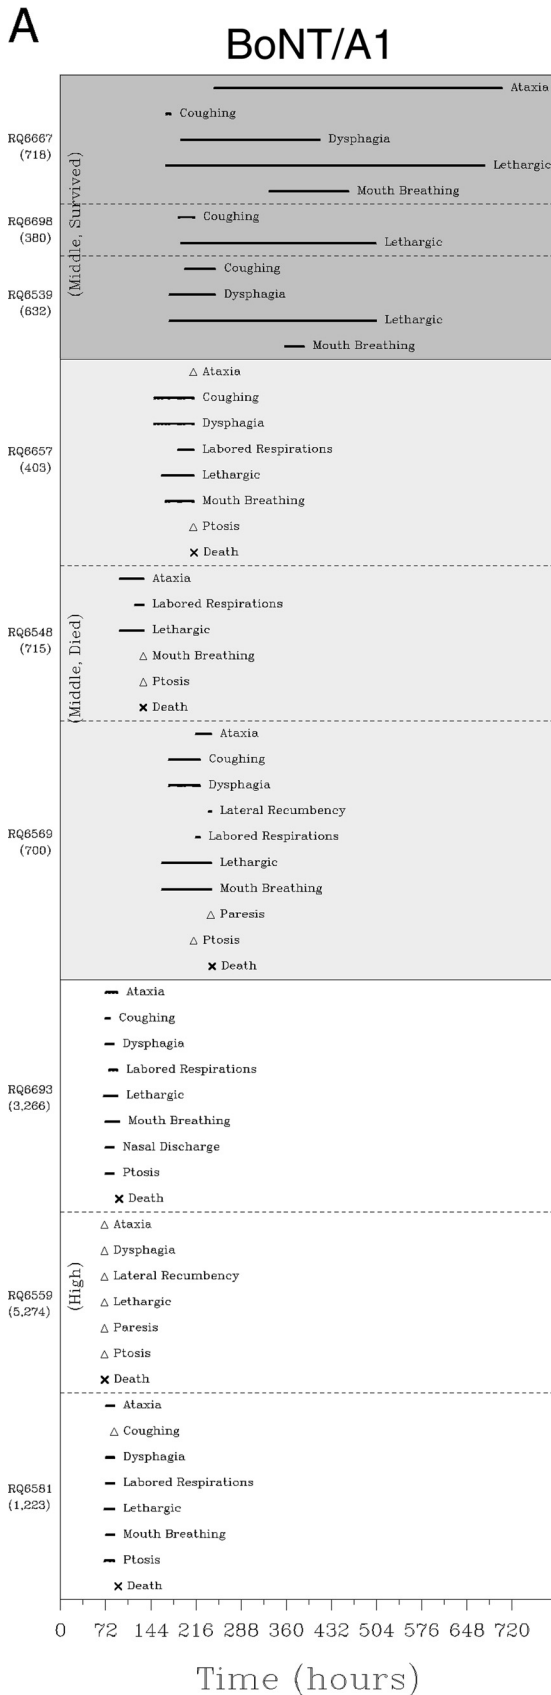 A
BoNT/A1
RQ6667
(718)
(Middle, Survived)
Ataxia
Coughing
Dysphagia
Lethargic
Mouth Breathing
RQ6698
(380)
Coughing
Lethargic
RQ6539
(632)
Coughing
Dysphagia
Lethargic
Mouth Breathing
(Middle, Died)
RQ6657
(403)
Ataxia
Coughing
Dysphagia
Labored Respirations
Lethargic
Mouth Breathing
Ptosis
Death
RQ6548
(715)
Ataxia
Labored Respirations
Lethargic
Mouth Breathing
Ptosis
Death
RQ6569
(700)
Ataxia
Coughing
Dysphagia
Lateral Recumbency
Labored Respirations
Lethargic
Mouth Breathing
Paresis
Ptosis
Death
(High)
RQ6693
(3,266)
Ataxia
Coughing
Dysphagia
Labored Respirations
Lethargic
Mouth Breathing
Nasal Discharge
Ptosis
Death
RQ6559
(5,274)
Ataxia
Dysphagia
Lateral Recumbency
Lethargic
Paresis
Ptosis
Death
RQ6581
(1,223)
Ataxia
Coughing
Dysphagia
Labored Respirations
Lethargic
Mouth Breathing
Ptosis
Death
0 72 144 216 288 360 432 504 576 648 720
Time (hours)